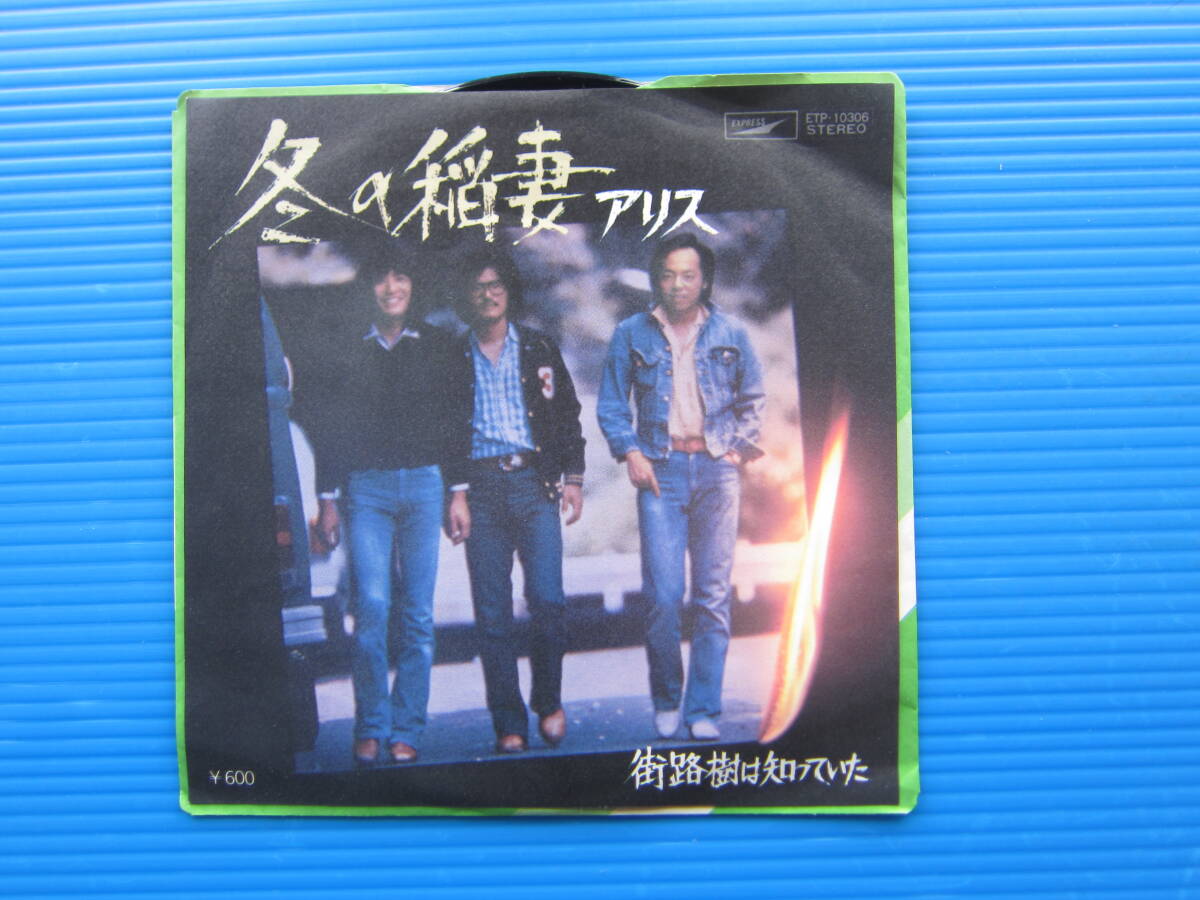 冬の稲妻 アリス
EXPRESS
ETP-10306
STEREO
3
街路樹は知っていた
¥600